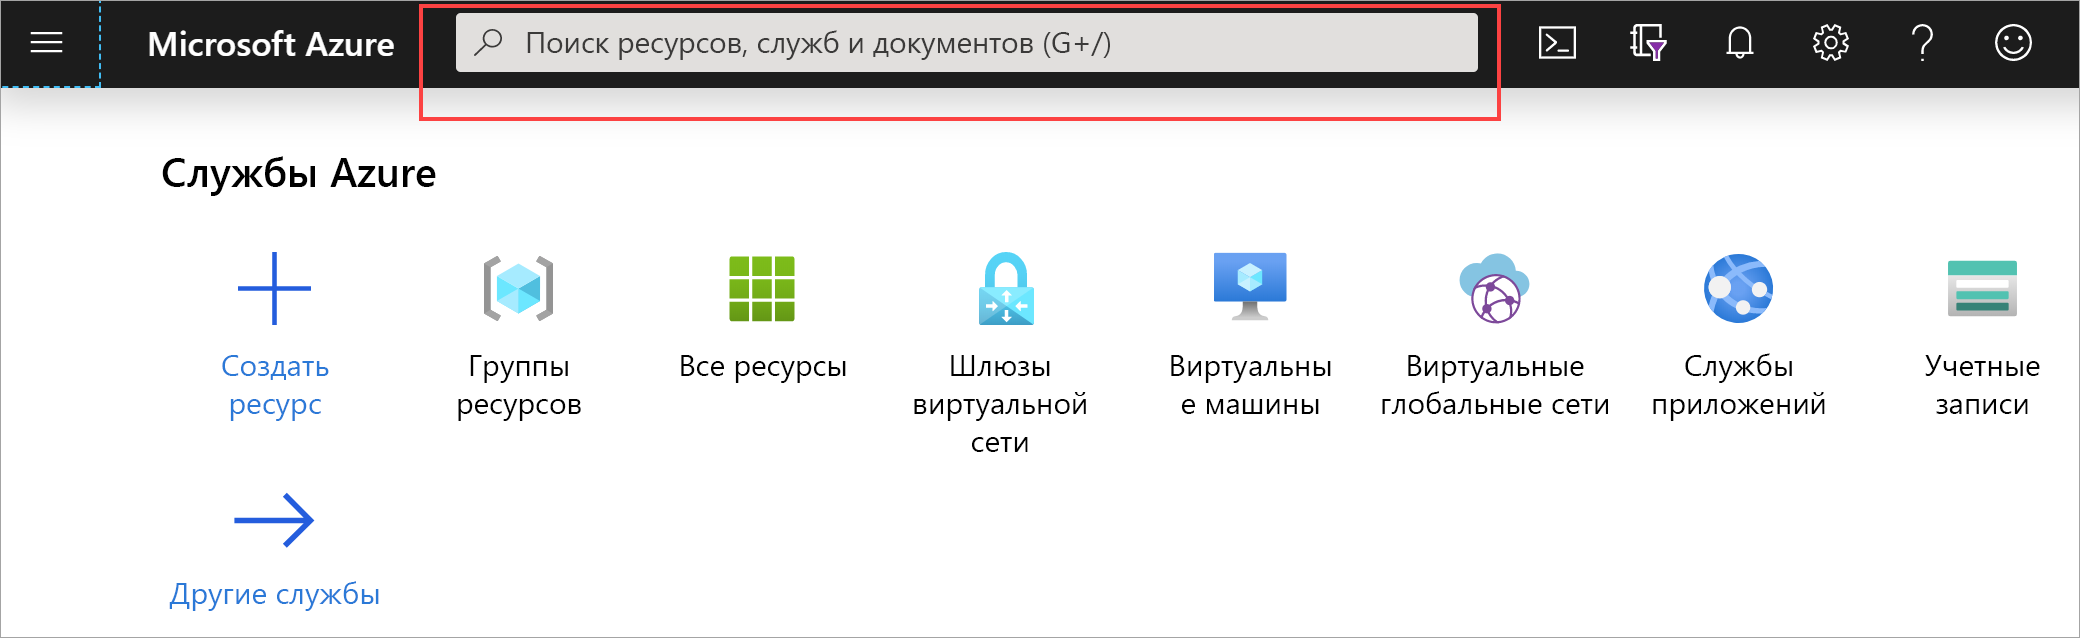 Microsoft Azure
Поиск ресурсов, служб и документов (G+/)
Службы Azure
Создать
ресурс
Группы
ресурсов
Все ресурсы
Шлюзы
виртуальной
сети
Виртуальны
е машины
Виртуальные
глобальные сети
Службы
приложений
Учетные
записи
Другие службы